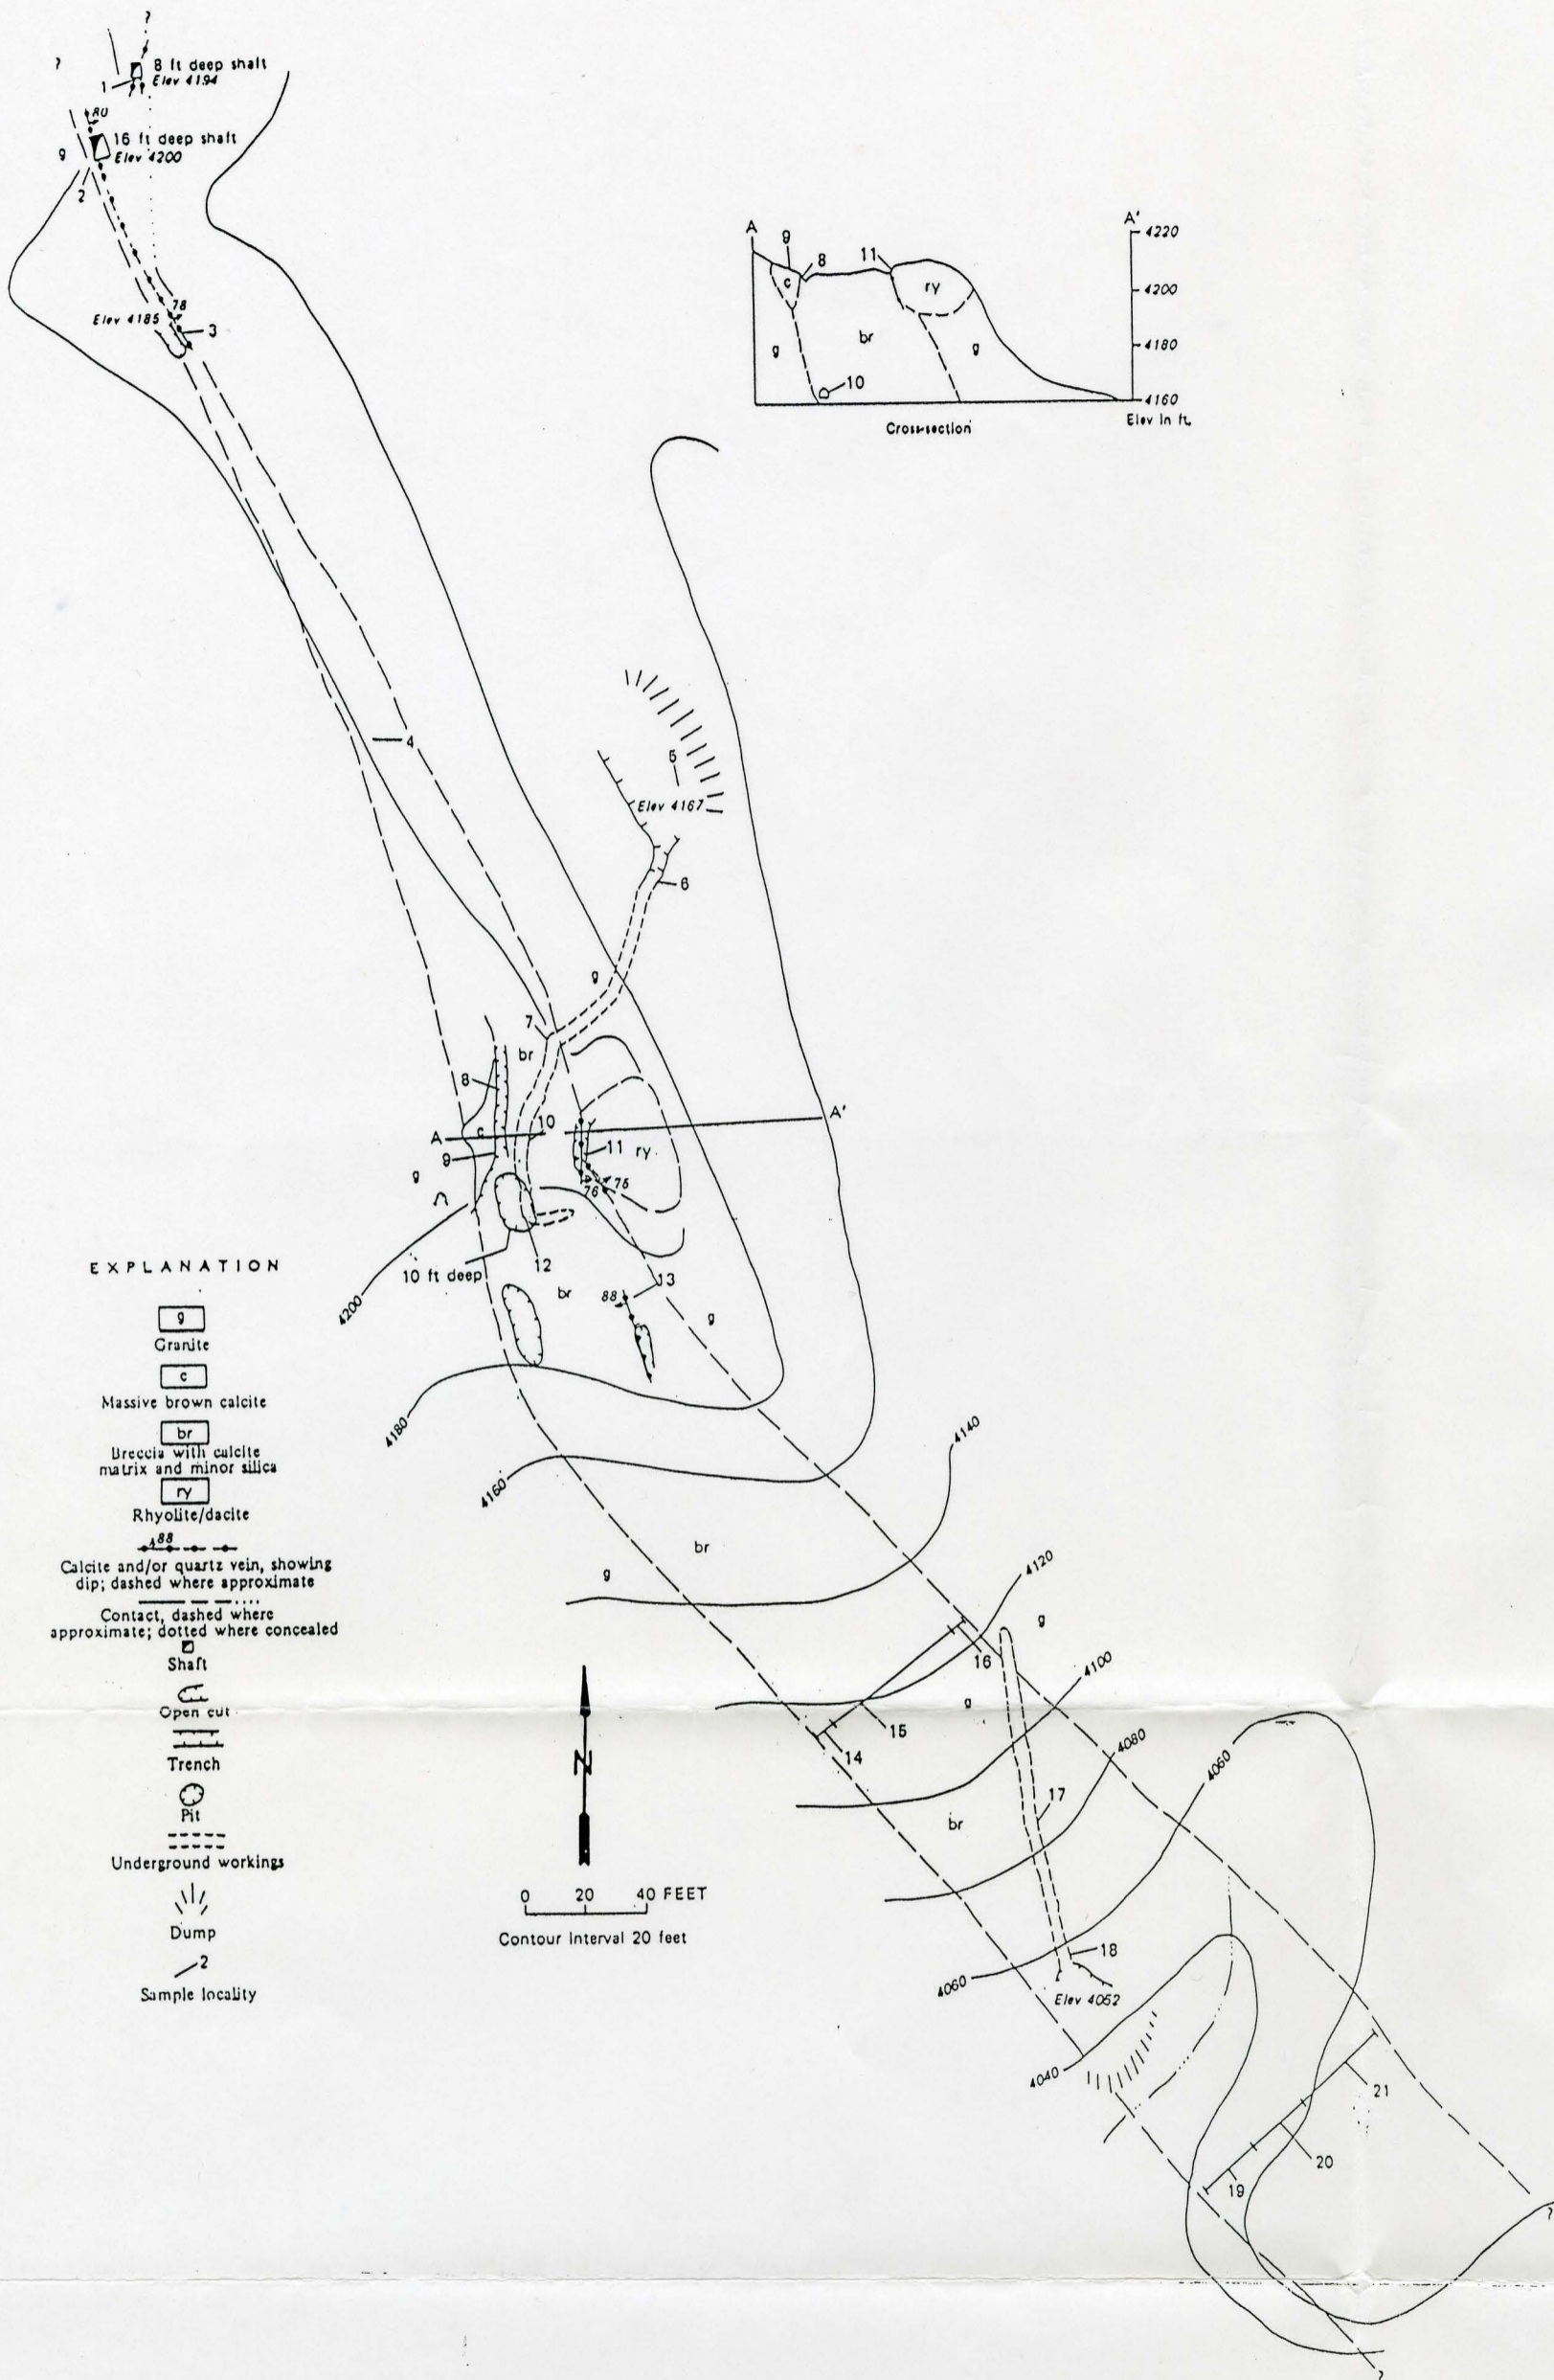 ?
?
8 ft deep shaft
Elev 4194
1
80
16 ft deep shaft
Elev 4200
g
2
78
Elev 4185
3
A
A'
9
8
11
c
ry
br
g
g
10
4220
4200
4180
4160
Elev in ft.
Cross-section
4
5
Elev 4167
6
g
7
br
8
A
c
10
A'
9
11
ry
g
76
75
12
10 ft deep
br
88
13
g
4200
4180
4160
4140
br
g
4120
g
16
4100
g
15
14
4080
4060
17
br
18
4060
Elev 4052
4040
21
20
19
?
?
EXPLANATION
g
Granite
c
Massive brown calcite
br
Breccia with calcite
matrix and minor silica
ry
Rhyolite/dacite
88
Calcite and/or quartz vein, showing
dip; dashed where approximate
Contact, dashed where
approximate; dotted where concealed
Shaft
Open cut
Trench
Pit
Underground workings
Dump
2
Sample locality
N
0 20 40 FEET
Contour interval 20 feet